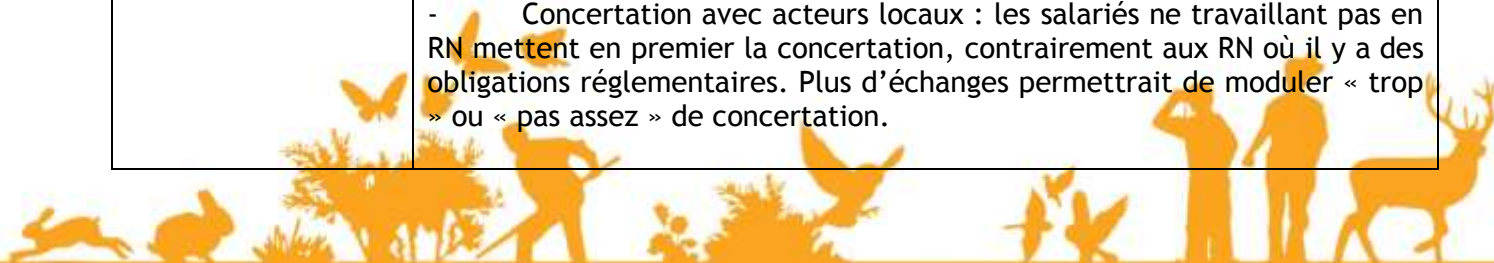 - Concertation avec acteurs locaux : les salariés ne travaillant pas en
RN mettent en premier la concertation, contrairement aux RN où il y a des
obligations réglementaires. Plus d’échanges permettrait de moduler « trop
» ou « pas assez » de concertation.